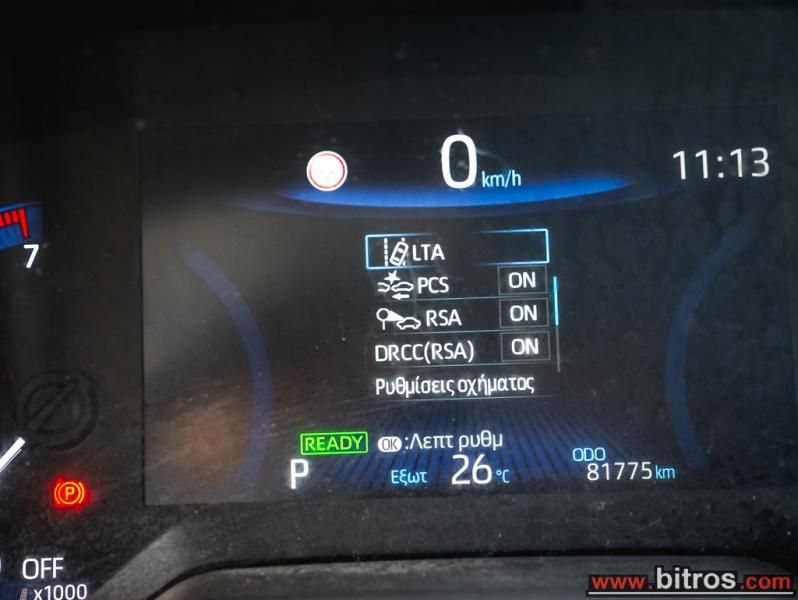 0 km/h
11:13
7
LTA
PCS ON
RSA ON
DRCC(RSA) ON
Ρυθμίσεις οχήματος
READY OK :Λεπτ ρυθμ
P Εξωτ 26 °C
ODO
81775 km
P
OFF
x1000
www.bitros.com